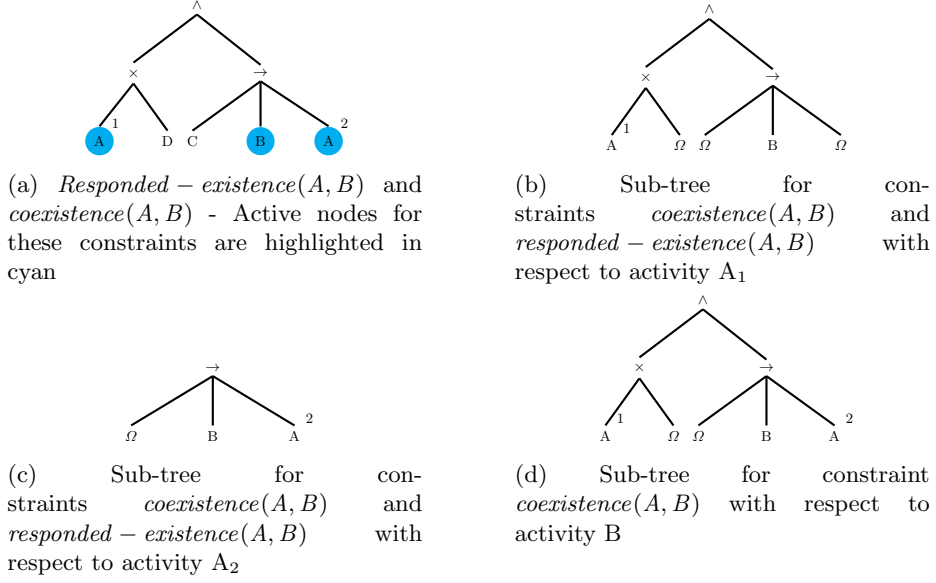 ∧
× →
1 2
A D C B A
(a) Responded − existence(A, B) and
coexistence(A, B) - Active nodes for
these constraints are highlighted in
cyan
∧
× →
1
A Ω Ω B Ω
(b) Sub-tree for con-
straints coexistence(A, B) and
responded − existence(A, B) with
respect to activity A₁
→
2
Ω B A
(c) Sub-tree for con-
straints coexistence(A, B) and
responded − existence(A, B) with
respect to activity A₂
∧
× →
1 2
A Ω Ω B A
(d) Sub-tree for constraint
coexistence(A, B) with respect to
activity B